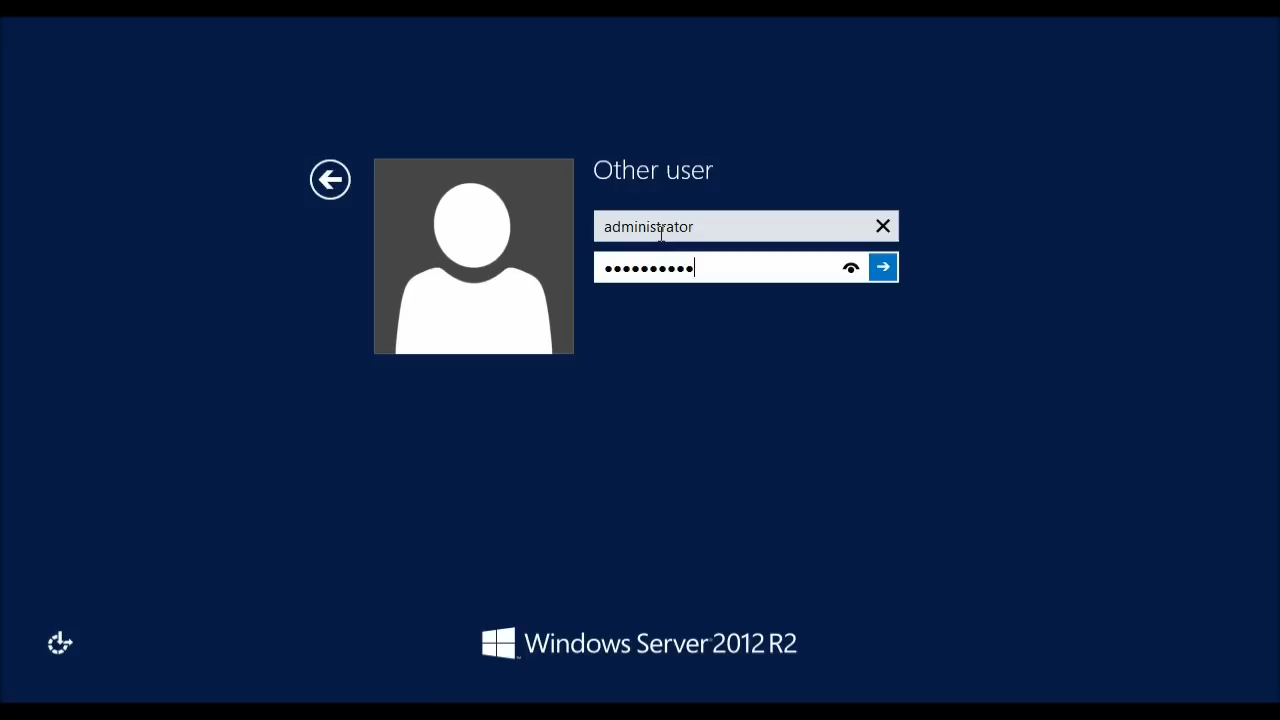 Other user
administrator
••••••••••
Windows Server 2012 R2